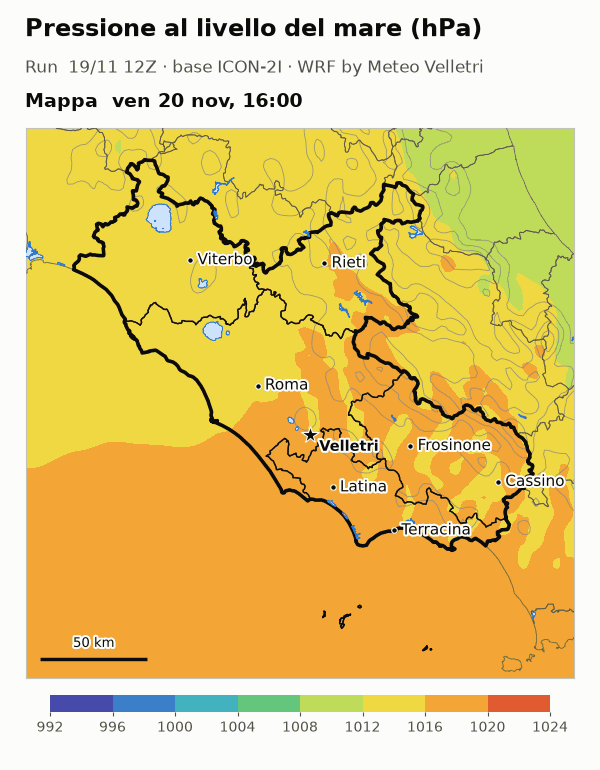 Pressione al livello del mare (hPa)
Run 19/11 12Z · base ICON-2I · WRF by Meteo Velletri
Mappa ven 20 nov, 16:00
Viterbo
Rieti
Roma
Velletri
Frosinone
Cassino
Latina
Terracina
50 km
992 996 1000 1004 1008 1012 1016 1020 1024